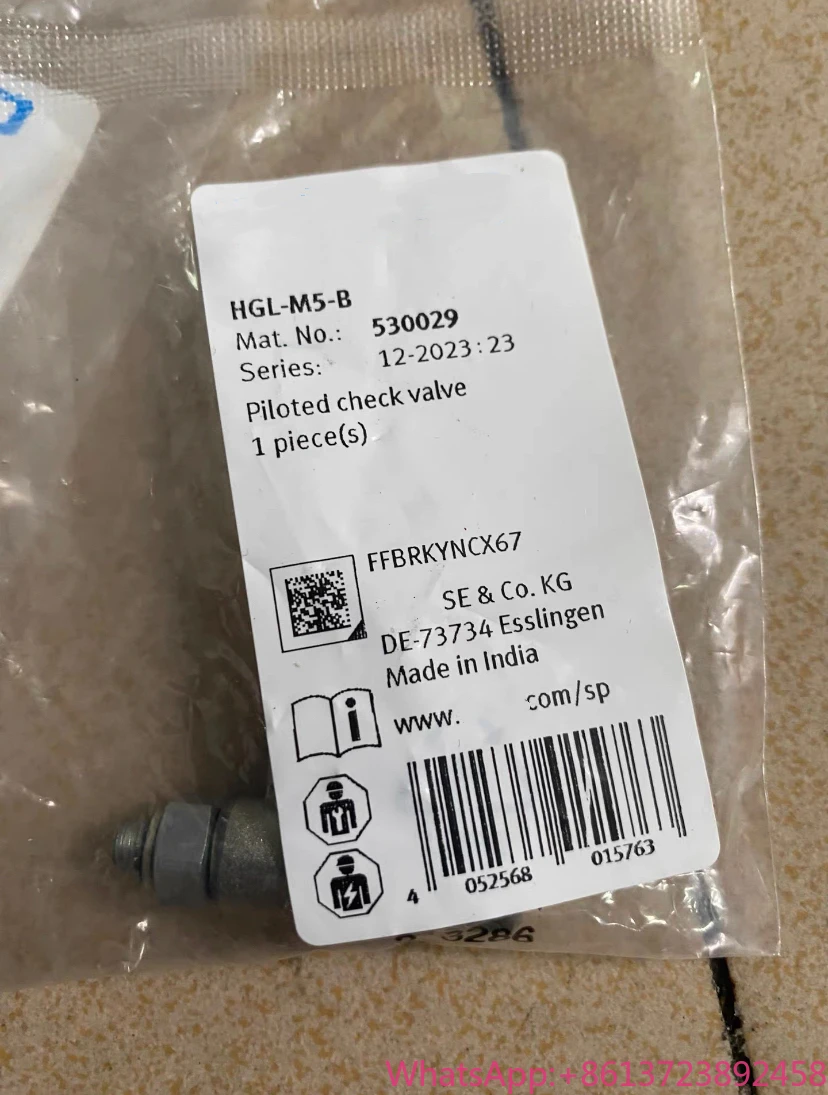 HGL-M5-B
Mat. No.: 530029
Series: 12-2023:23
Piloted check valve
1 piece(s)
FFBRKYNCX67
SE & Co. KG
DE-73734 Esslingen
Made in India
www. com/sp
4 052568 015763
3286
WhatsApp:+8613723892458